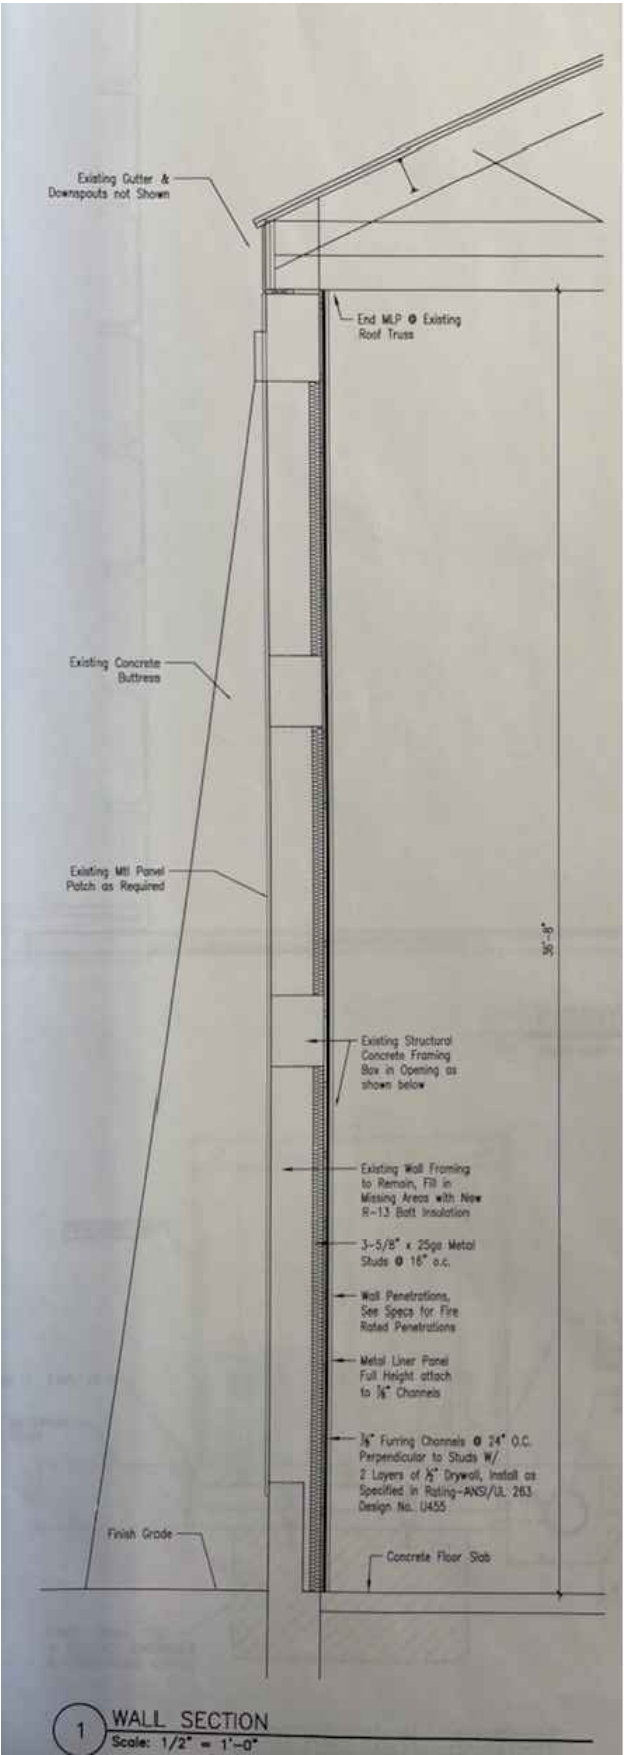 Existing Gutter &
Downspouts not Shown
End MLP @ Existing
Roof Truss
Existing Concrete
Buttress
Existing Mtl Panel
Patch as Required
36'-8"
Existing Structural
Concrete Framing
Box in Opening as
shown below
Existing Wall Framing
to Remain, Fill in
Missing Areas with New
R-13 Batt Insulation
3-5/8" x 25ga Metal
Studs @ 16" o.c.
Wall Penetrations,
See Specs for Fire
Rated Penetrations
Metal Liner Panel
Full Height attach
to ⅞" Channels
⅞" Furring Channels @ 24" O.C.
Perpendicular to Studs W/
2 Layers of ½" Drywall, Install as
Specified in Rating-ANSI/UL 263
Design No. U455
Finish Grade
Concrete Floor Slab
1 WALL SECTION
Scale: 1/2" = 1'-0"